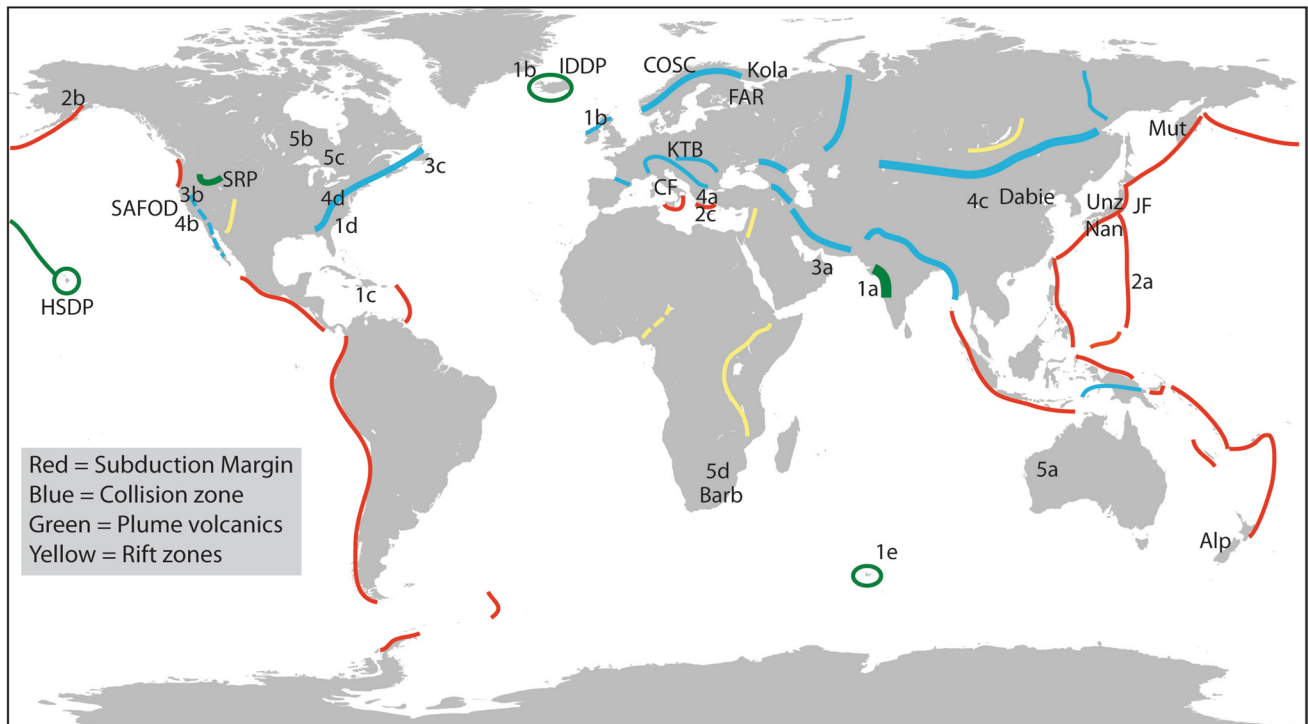 1b IDDP
COSC
Kola
FAR
2b
1b
Mut
5b
5c
KTB
3c
SRP
3b
CF
4a
4d
Dabie
SAFOD
4c
Unz
JF
2c
4b
1d
Nan
3a
2a
1a
1c
HSDP
Red = Subduction Margin
Blue = Collision zone
Green = Plume volcanics
Yellow = Rift zones
5d
Barb
5a
Alp
1e